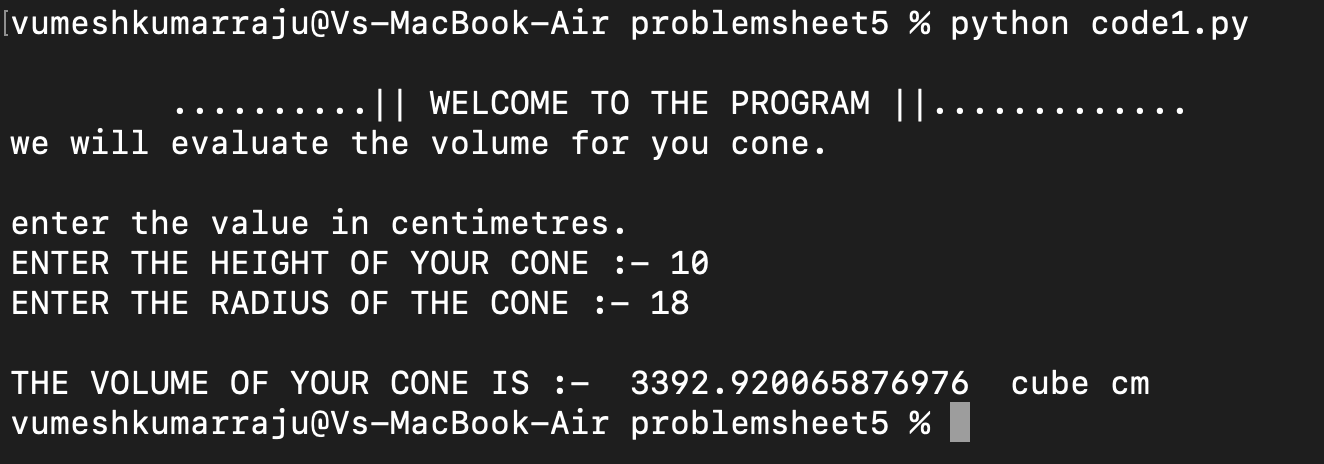 [vumeshkumarraju@Vs-MacBook-Air problemsheet5 % python code1.py
..........|| WELCOME TO THE PROGRAM ||.............
we will evaluate the volume for you cone.
enter the value in centimetres.
ENTER THE HEIGHT OF YOUR CONE :- 10
ENTER THE RADIUS OF THE CONE :- 18
THE VOLUME OF YOUR CONE IS :-  3392.920065876976  cube cm
vumeshkumarraju@Vs-MacBook-Air problemsheet5 %